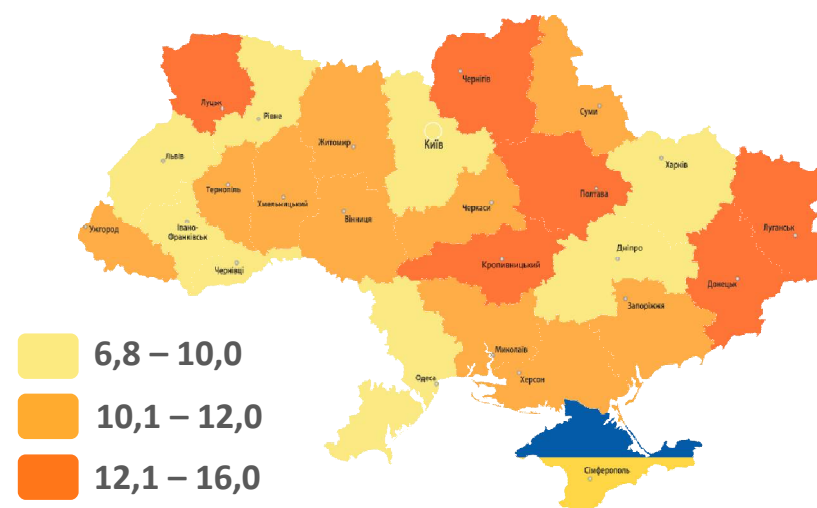 Луцьк
Рівне
Житомир
Київ
Чернігів
Суми
Львів
Тернопіль
Хмельницький
Вінниця
Черкаси
Полтава
Харків
Луганськ
Ужгород
Івано-
Франківськ
Чернівці
Кропивницький
Дніпро
Донецьк
Запоріжжя
Миколаїв
Одеса
Херсон
Сімферополь
6,8 – 10,0
10,1 – 12,0
12,1 – 16,0